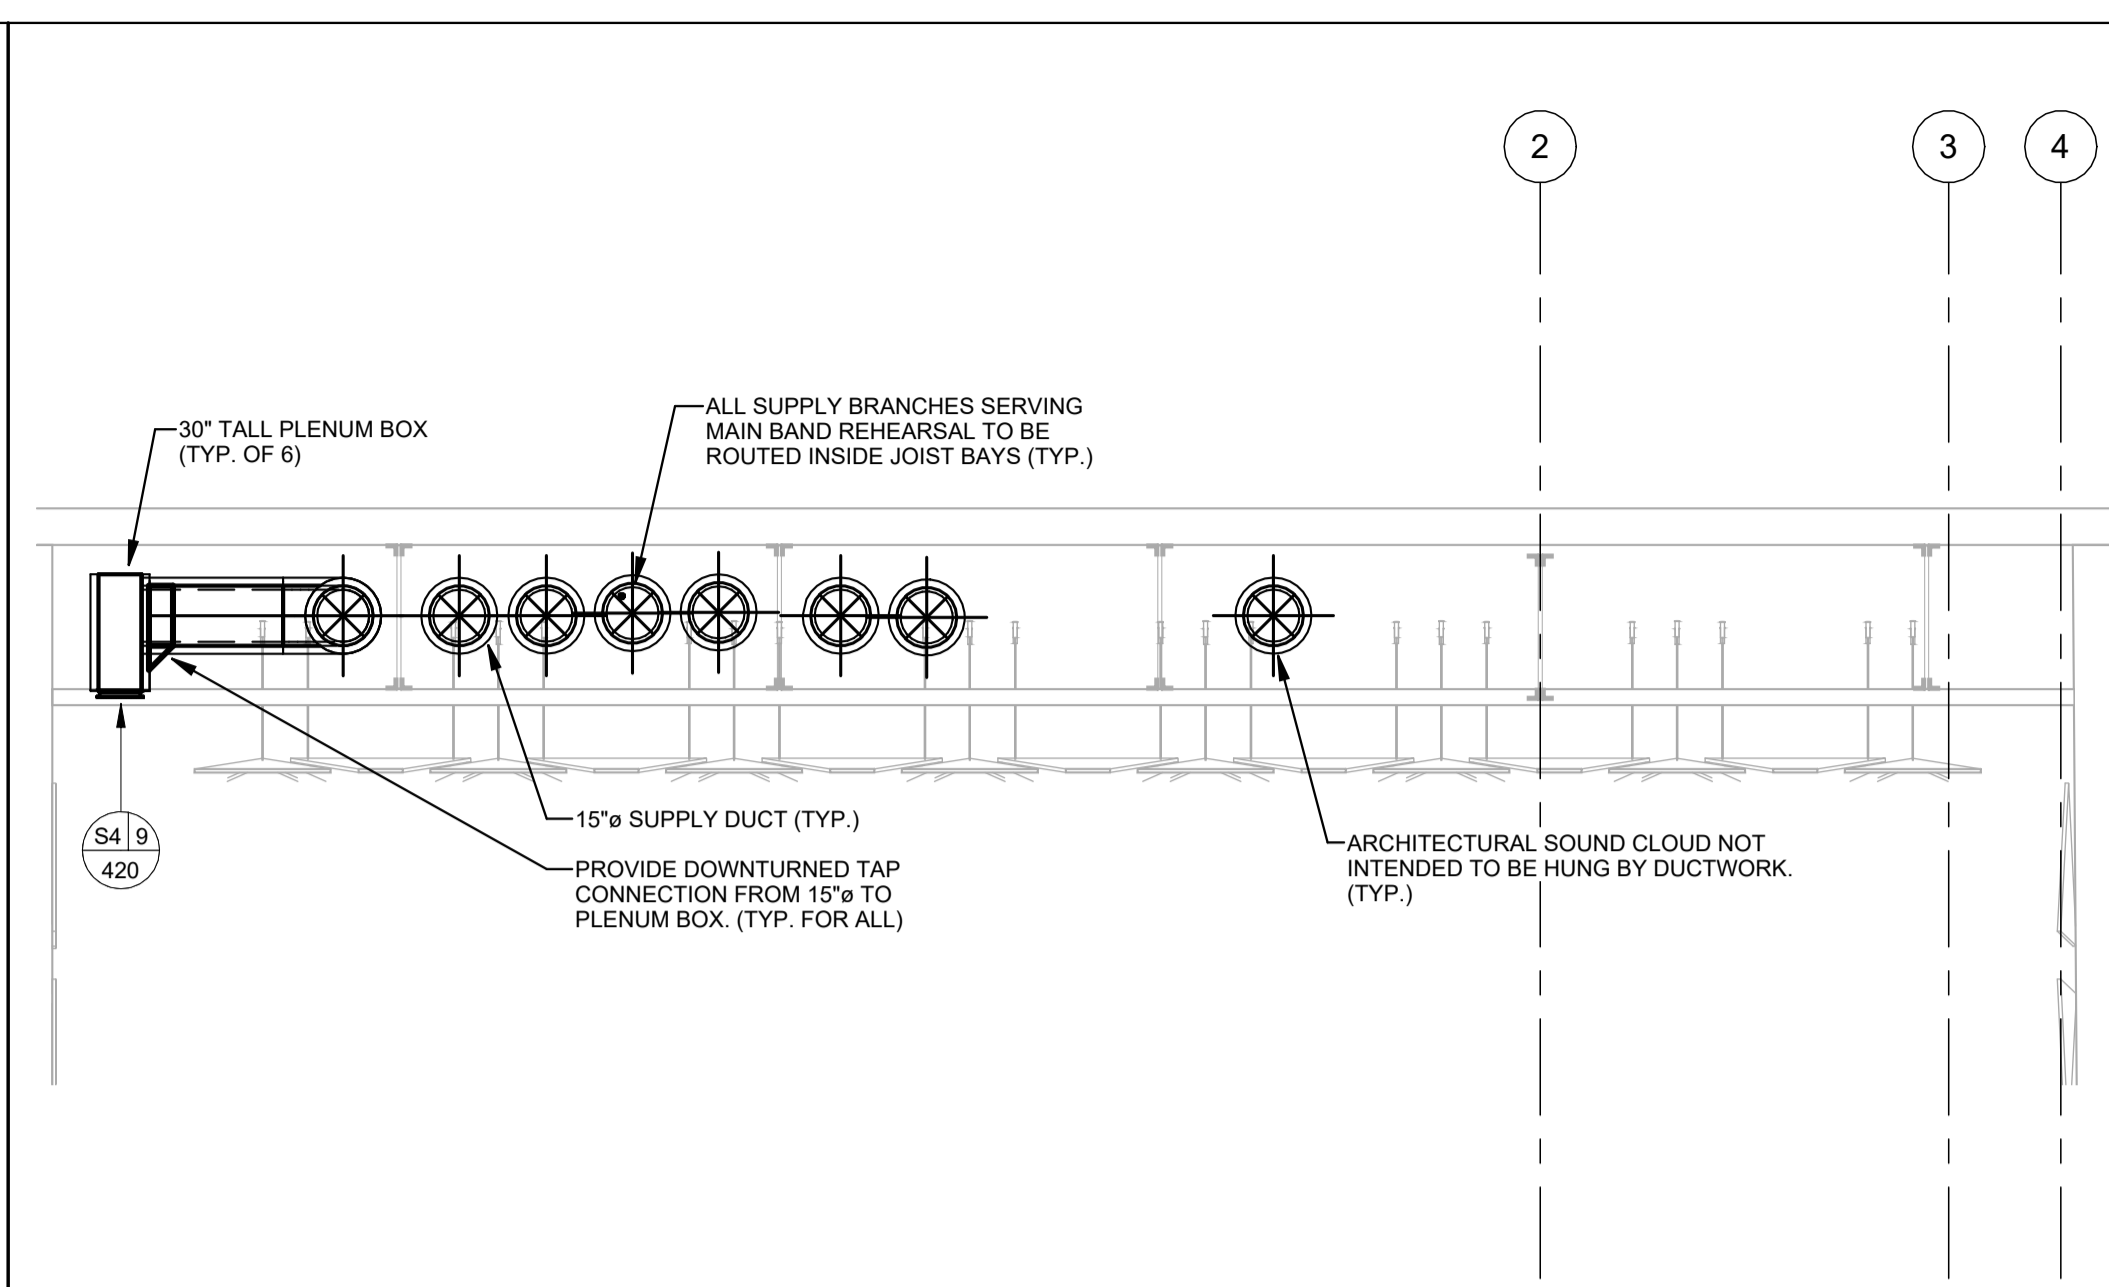 2
3
4
30" TALL PLENUM BOX
(TYP. OF 6)
ALL SUPPLY BRANCHES SERVING
MAIN BAND REHEARSAL TO BE
ROUTED INSIDE JOIST BAYS (TYP.)
15"ø SUPPLY DUCT (TYP.)
PROVIDE DOWNTURNED TAP
CONNECTION FROM 15"ø TO
PLENUM BOX. (TYP. FOR ALL)
S4 9
420
ARCHITECTURAL SOUND CLOUD NOT
INTENDED TO BE HUNG BY DUCTWORK.
(TYP.)